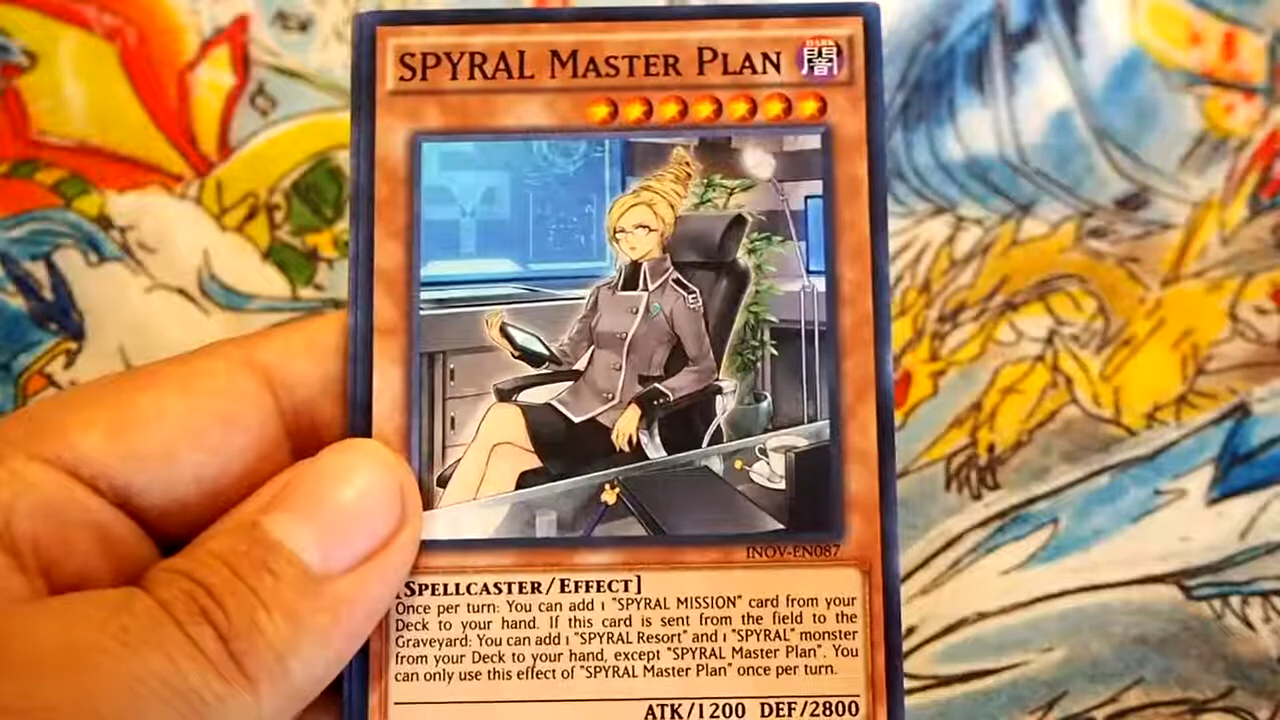 SPYRAL Master Plan
DARK
闇
INOV-EN087
[Spellcaster/Effect]
Once per turn: You can add 1 "SPYRAL MISSION" card from your
Deck to your hand. If this card is sent from the field to the
Graveyard: You can add 1 "SPYRAL Resort" and 1 "SPYRAL" monster
from your Deck to your hand, except "SPYRAL Master Plan". You
can only use this effect of "SPYRAL Master Plan" once per turn.
ATK/1200 DEF/2800